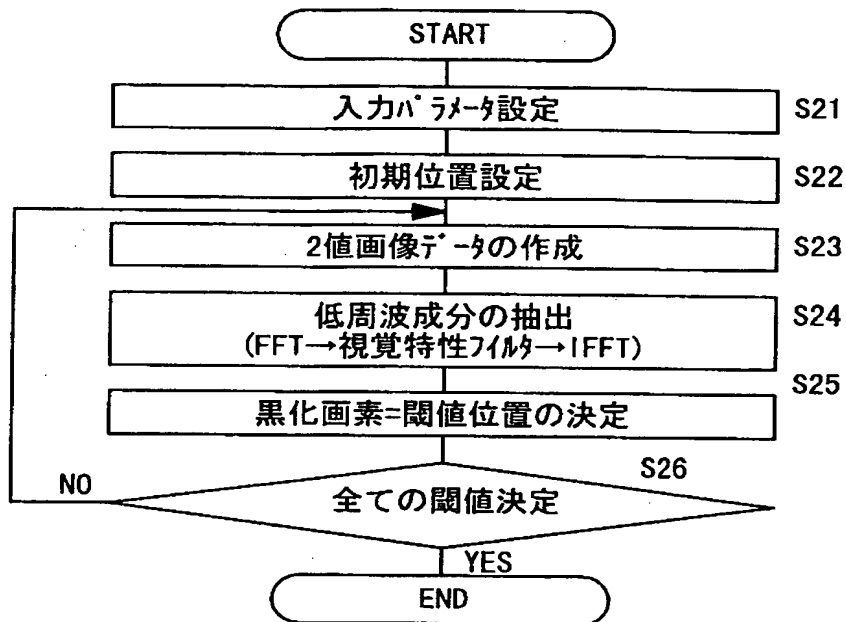 START
入力パラメータ設定
S21
初期位置設定
S22
2値画像データの作成
S23
低周波成分の抽出
(FFT→視覚特性フィルタ→IFFT)
S24
S25
黒化画素=閾値位置の決定
S26
全ての閾値決定
NO
YES
END